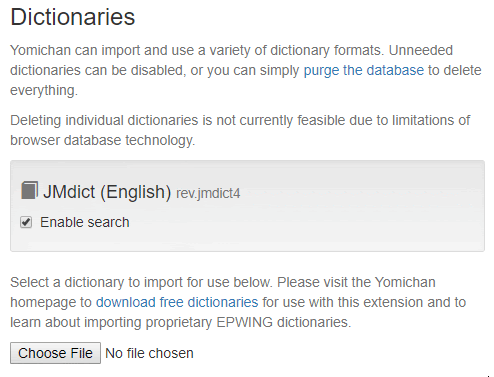 Dictionaries
Yomichan can import and use a variety of dictionary formats. Unneeded
dictionaries can be disabled, or you can simply purge the database to delete
everything.
Deleting individual dictionaries is not currently feasible due to limitations of
browser database technology.
JMdict (English) rev.jmdict4
Enable search
Select a dictionary to import for use below. Please visit the Yomichan
homepage to download free dictionaries for use with this extension and to
learn about importing proprietary EPWING dictionaries.
Choose File No file chosen